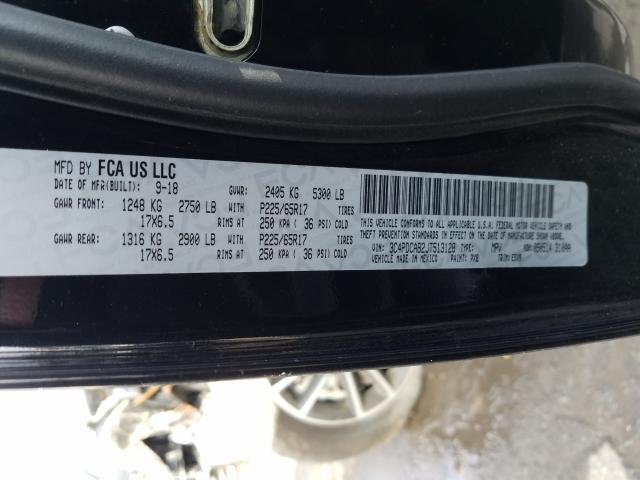 MFD BY FCA US LLC
DATE OF MFR(BUILT): 9-18 GVWR: 2405 KG 5300 LB
GAWR FRONT: 1248 KG 2750 LB WITH P225/65R17 TIRES
17X6.5 RIMS AT 250 KPA ( 36 PSI) COLD
GAWR REAR: 1316 KG 2900 LB WITH P225/65R17 TIRES
17X6.5 RIMS AT 250 KPA ( 36 PSI) COLD
THIS VEHICLE CONFORMS TO ALL APPLICABLE U.S.A. FEDERAL MOTOR VEHICLE SAFETY AND
THEFT PREVENTION STANDARDS IN EFFECT ON THE DATE OF MANUFACTURE SHOWN ABOVE.
VIN: 3C4PDCAB2JT513128 TYPE: MPV MDH:
VEHICLE MADE IN MEXICO PAINT: PX8 TRIM: